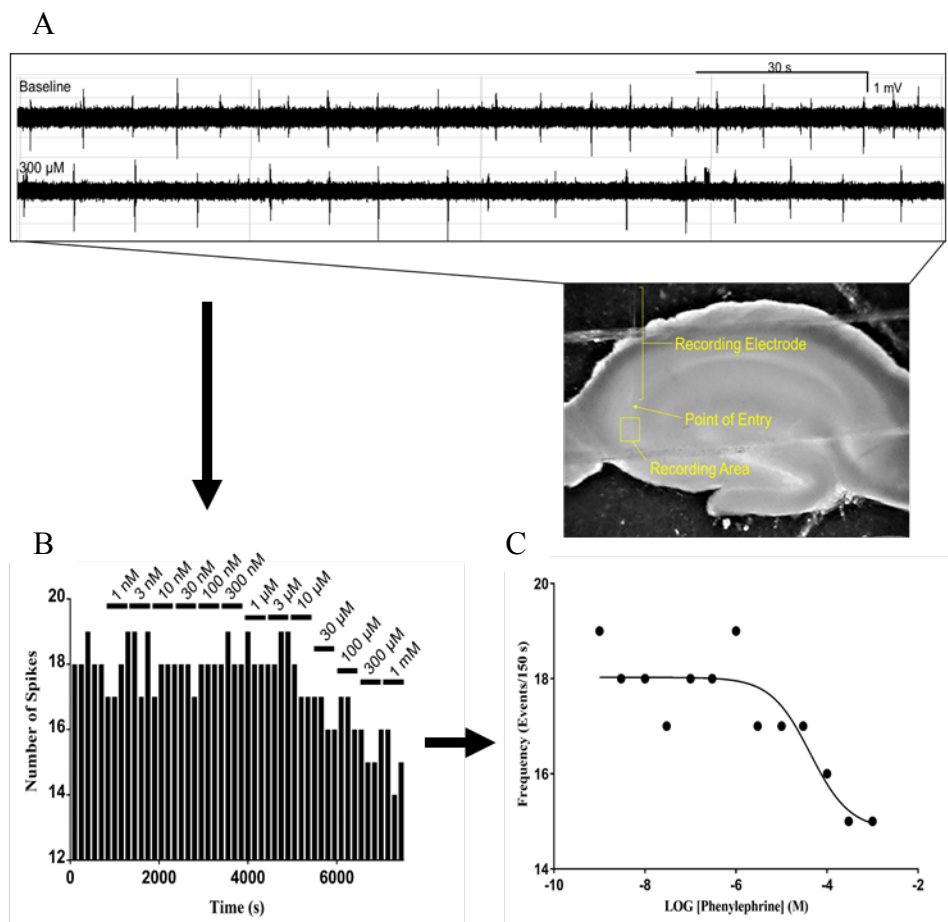 A
30 s
Baseline
1 mV
300 µM
Recording Electrode
Point of Entry
Recording Area
B
1 nM
3 nM
10 nM
30 nM
100 nM
300 nM
1 µM
3 µM
10 µM
30 µM
100 µM
300 µM
1 mM
20
18
16
14
12
Number of Spikes
0 2000 4000 6000
Time (s)
C
20
18
16
14
Frequency (Events/150 s)
-10 -8 -6 -4 -2
LOG [Phenylephrine] (M)